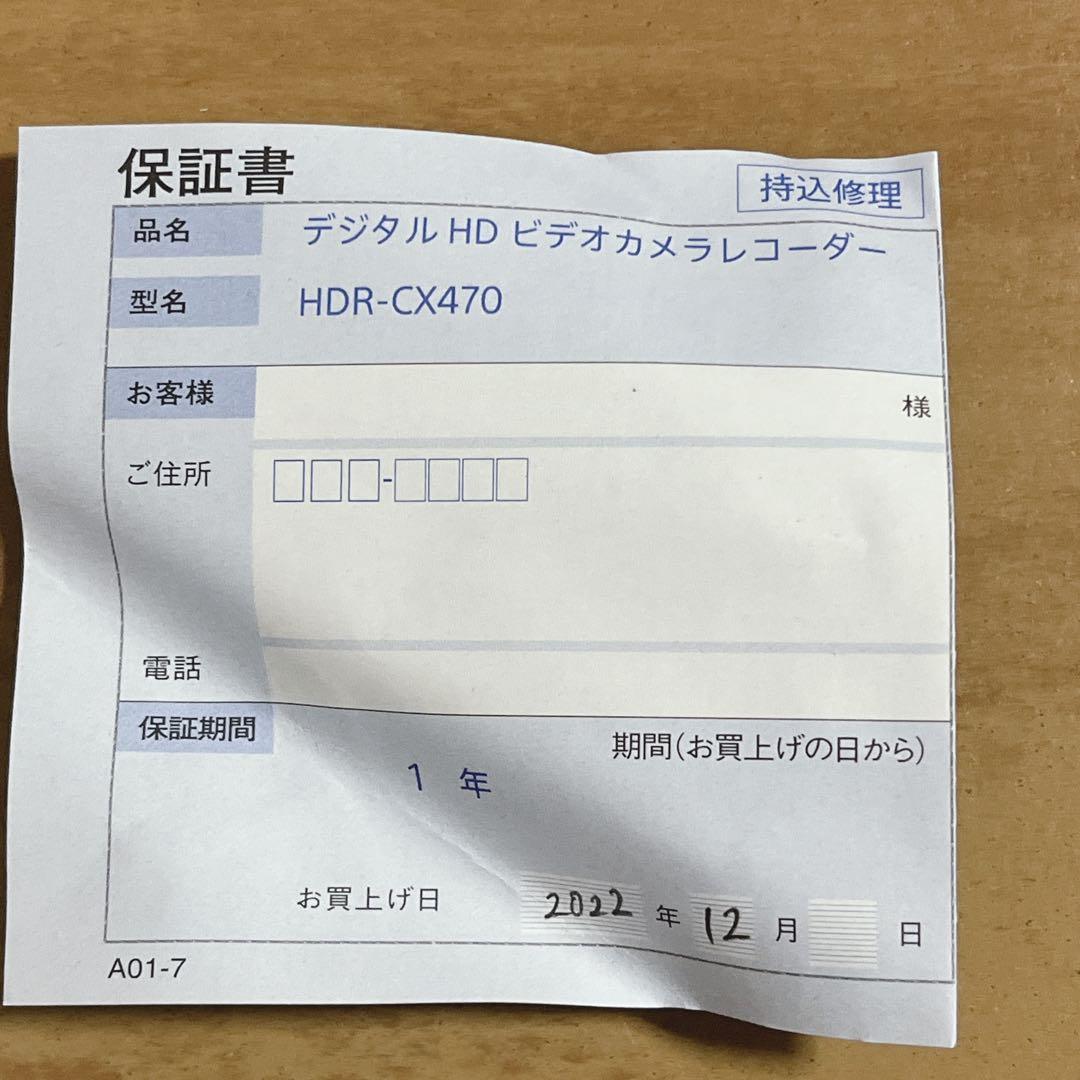 保証書
持込修理
品名 デジタル HD ビデオカメラレコーダー
型名 HDR-CX470
お客様 様
ご住所 □□□-□□□□
電話
保証期間 期間(お買上げの日から)
1 年
お買上げ日 2022 年 12 月 日
A01-7